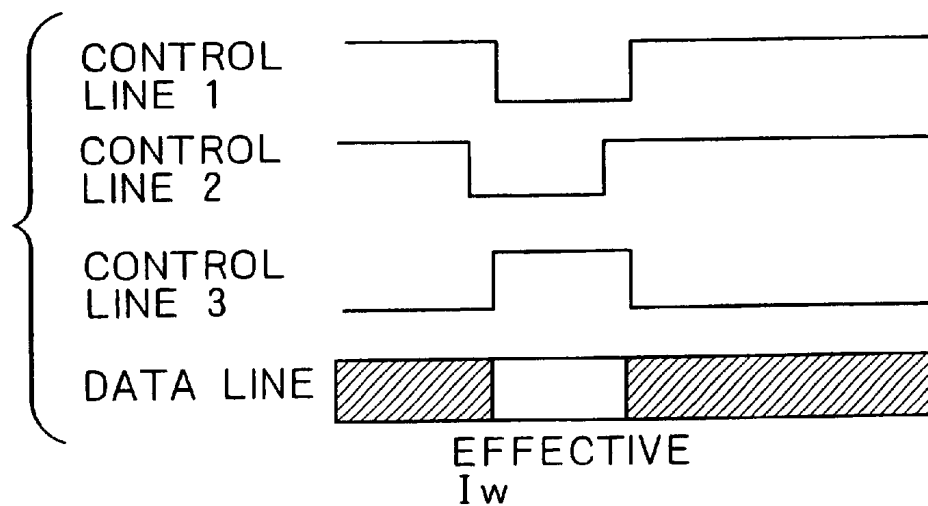 CONTROL
LINE 1
CONTROL
LINE 2
CONTROL
LINE 3
DATA LINE
EFFECTIVE
Iw